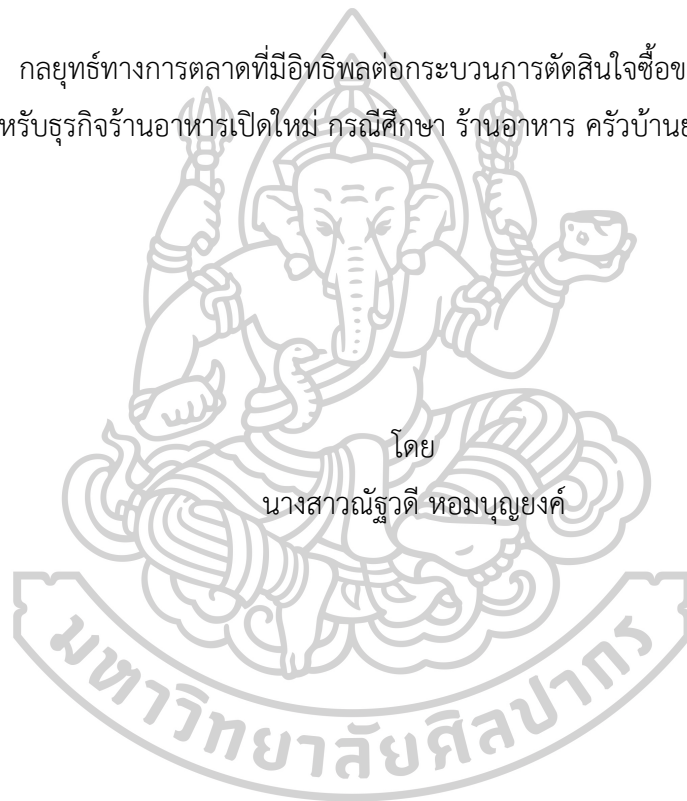 กลยุทธ์ทางการตลาดที่มีอิทธิพลต่อกระบวนการตัดสินใจซื้อข
หรับธุรกิจร้านอาหารเปิดใหม่ กรณีศึกษา ร้านอาหาร ครัวบ้านย
โดย
นางสาวณัฐวดี หอมบุญยงค์
มหาวิทยาลัยศิลปากร